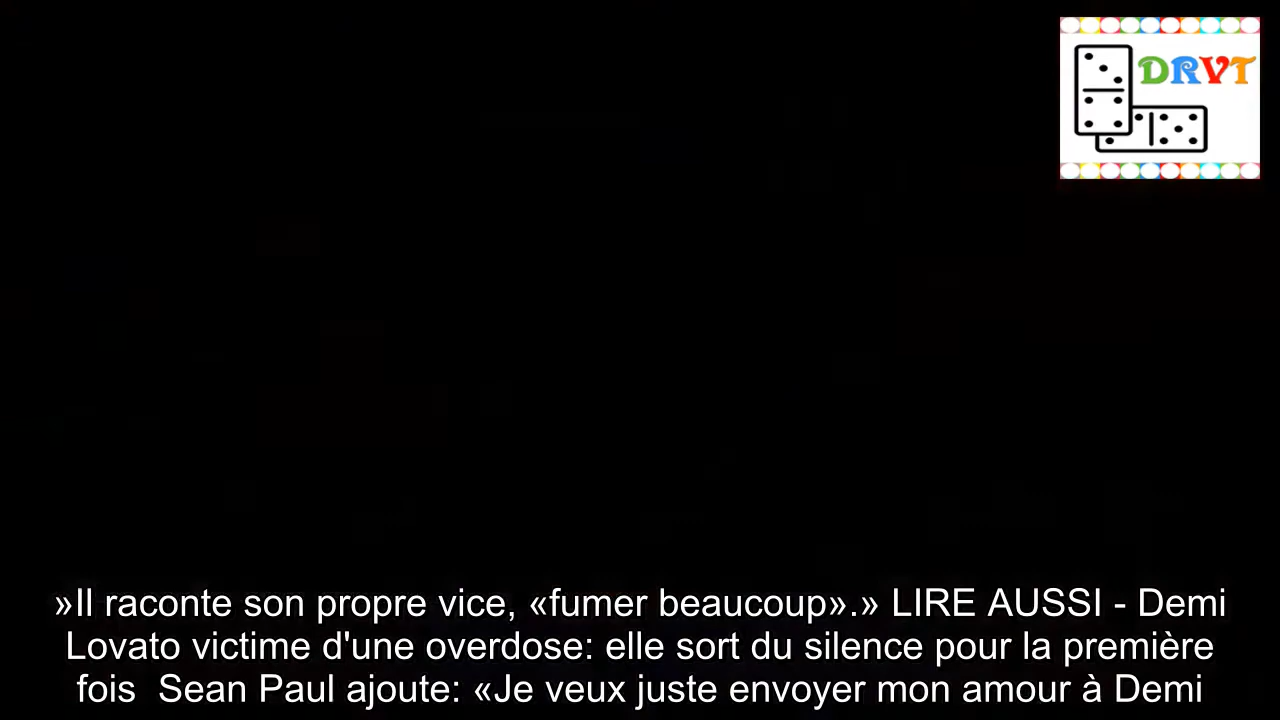 DRVT
»Il raconte son propre vice, «fumer beaucoup».» LIRE AUSSI - Demi
Lovato victime d'une overdose: elle sort du silence pour la première
fois  Sean Paul ajoute: «Je veux juste envoyer mon amour à Demi